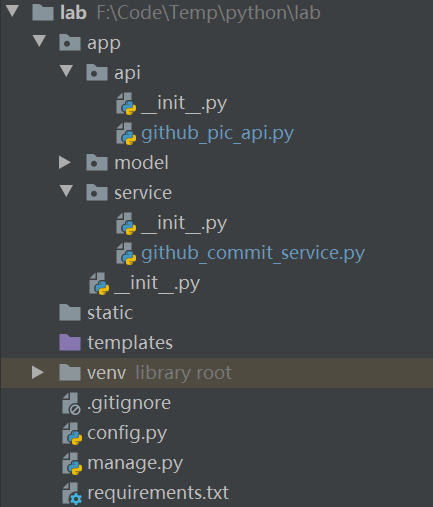 lab F:\Code\Temp\python\lab
app
api
__init__.py
github_pic_api.py
model
service
__init__.py
github_commit_service.py
__init__.py
static
templates
venv library root
.gitignore
config.py
manage.py
requirements.txt